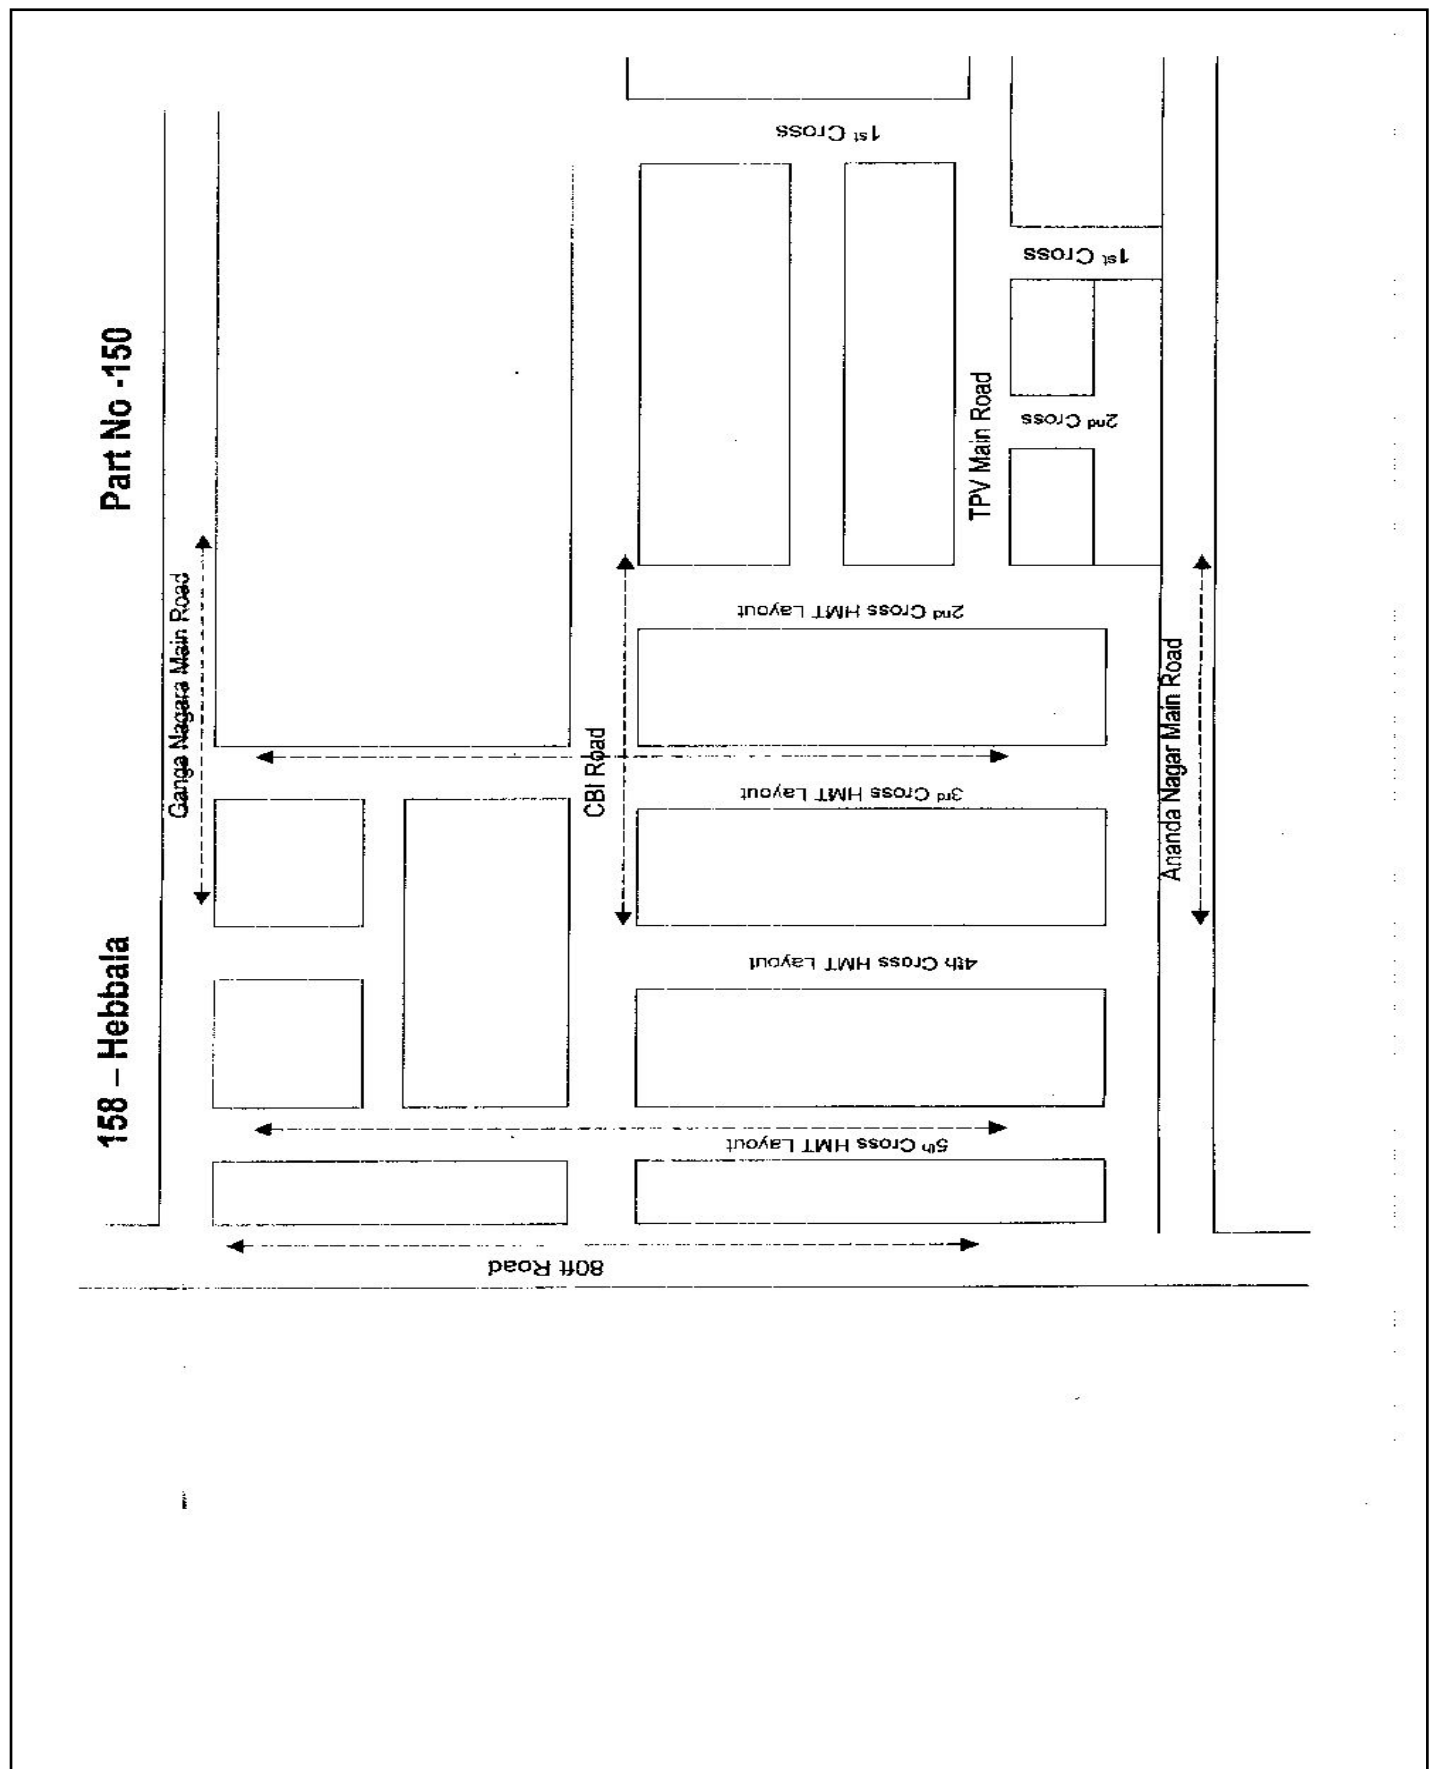 158 – Hebbala
Part No -150
Ganga Nagara Main Road
CBI Road
TPV Main Road
Ananda Nagar Main Road
1st Cross
1st Cross
2nd Cross
2nd Cross HMT Layout
3rd Cross HMT Layout
4th Cross HMT Layout
5th Cross HMT Layout
80ft Road